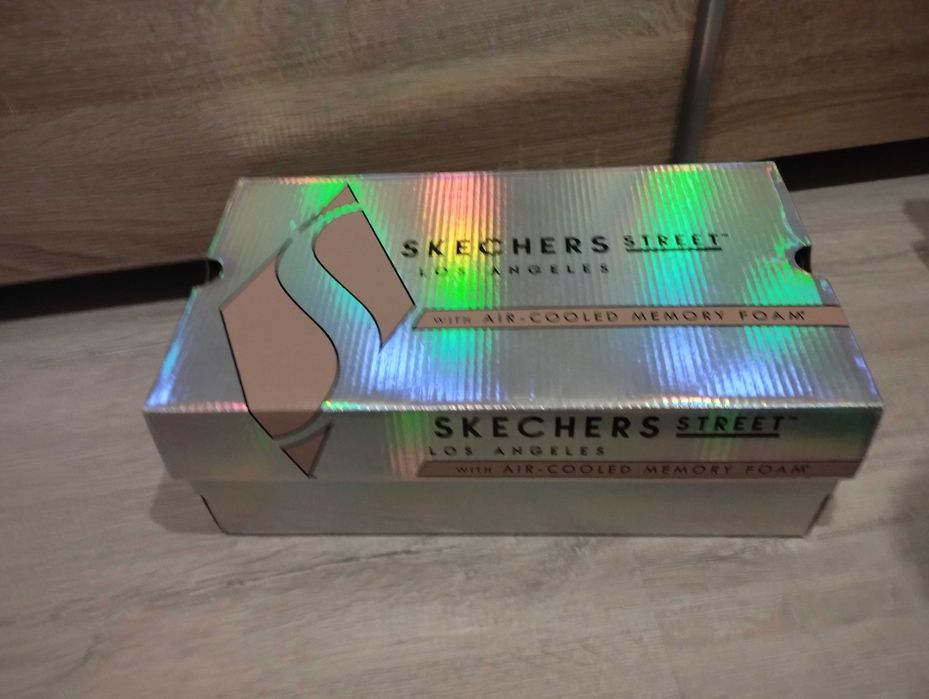 SKECHERS STREET™
LOS ANGELES
WITH AIR-COOLED MEMORY FOAM®
SKECHERS STREET™
LOS ANGELES
WITH AIR-COOLED MEMORY FOAM®